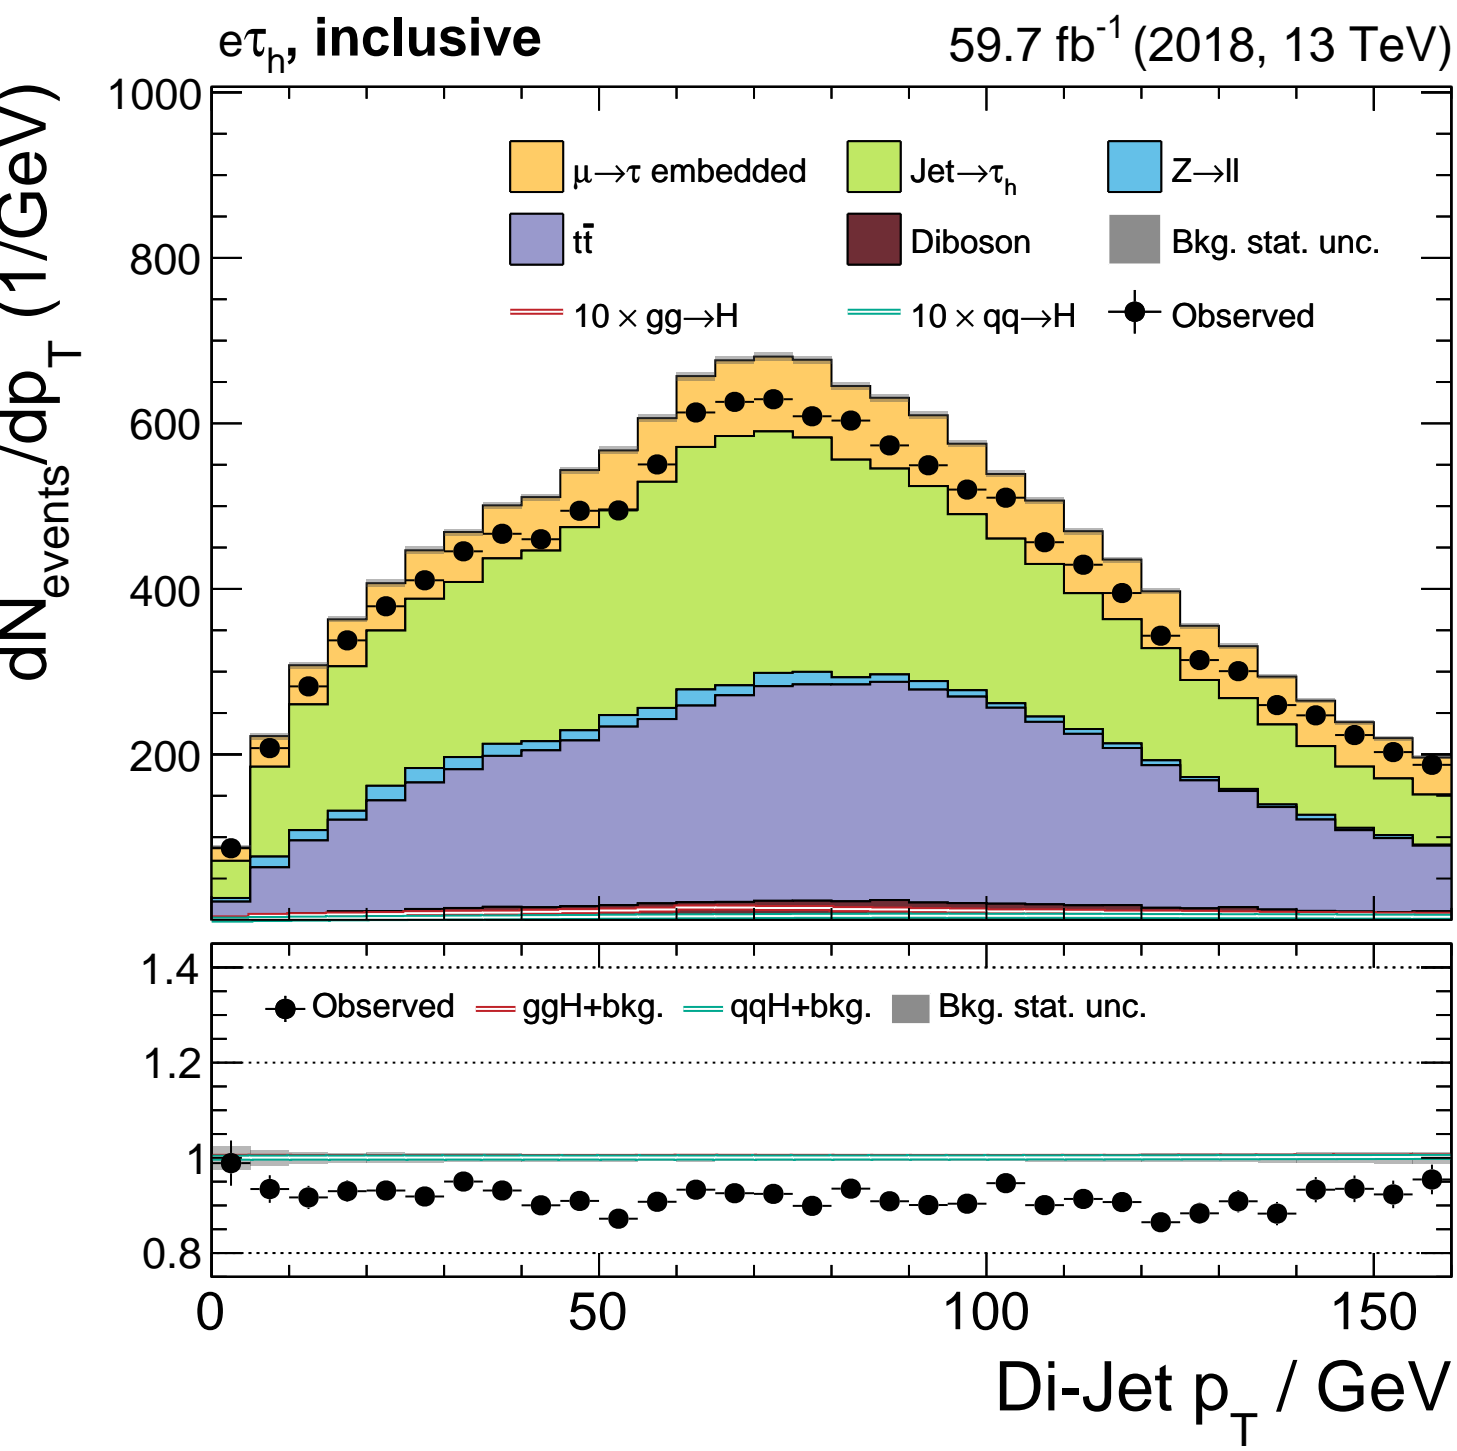 eτh, inclusive
59.7 fb-1 (2018, 13 TeV)
dNevents/dpT (1/GeV)
1000
800
600
400
200
μ→τ embedded
Jet→τh
Z→ll
tt̄
Diboson
Bkg. stat. unc.
10 × gg→H
10 × qq→H
Observed
1.4
1.2
1
0.8
Observed
ggH+bkg.
qqH+bkg.
Bkg. stat. unc.
0
50
100
150
Di-Jet pT / GeV